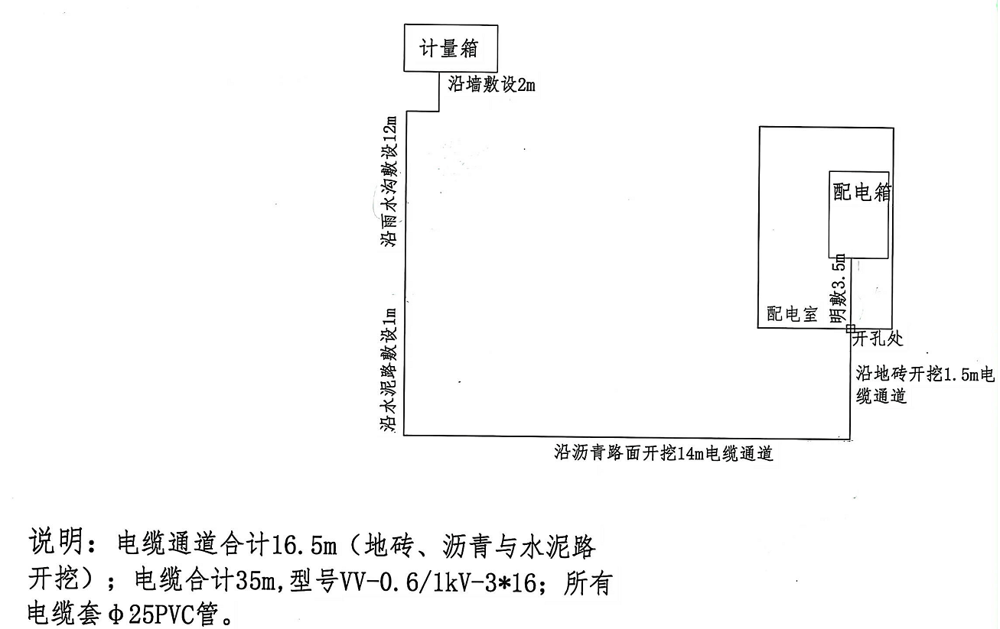 计量箱
沿墙敷设2m
沿雨水沟敷设12m
沿水泥路敷设1m
配电箱
明敷3.5m
配电室
开孔处
沿地砖开挖1.5m电
缆通道
沿沥青路面开挖14m电缆通道
说明：电缆通道合计16.5m（地砖、沥青与水泥路
开挖）；电缆合计35m,型号VV-0.6/1kV-3*16；所有
电缆套φ25PVC管。